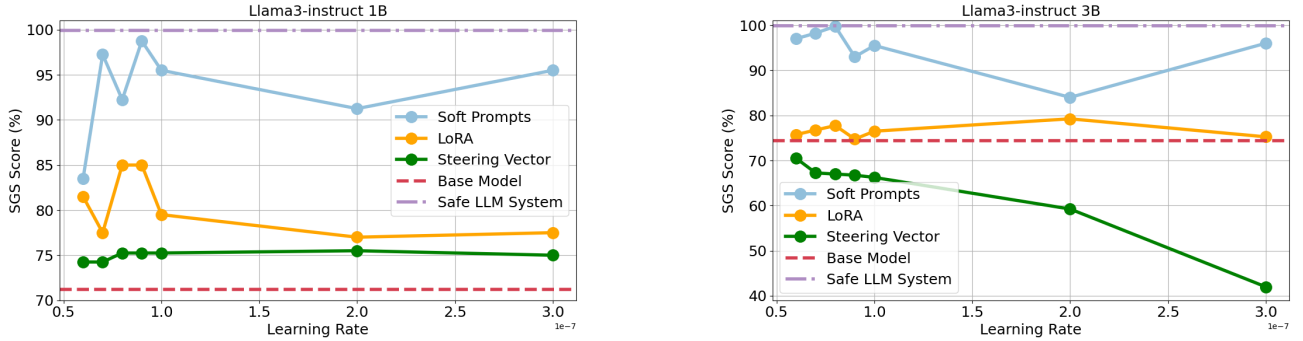 Llama3-instruct 1B
SGS Score (%)
100
95
90
85
80
75
70
Soft Prompts
LoRA
Steering Vector
Base Model
Safe LLM System
0.5 1.0 1.5 2.0 2.5 3.0
1e−7
Learning Rate
Llama3-instruct 3B
SGS Score (%)
100
90
80
70
60
50
40
Soft Prompts
LoRA
Steering Vector
Base Model
Safe LLM System
0.5 1.0 1.5 2.0 2.5 3.0
1e−7
Learning Rate